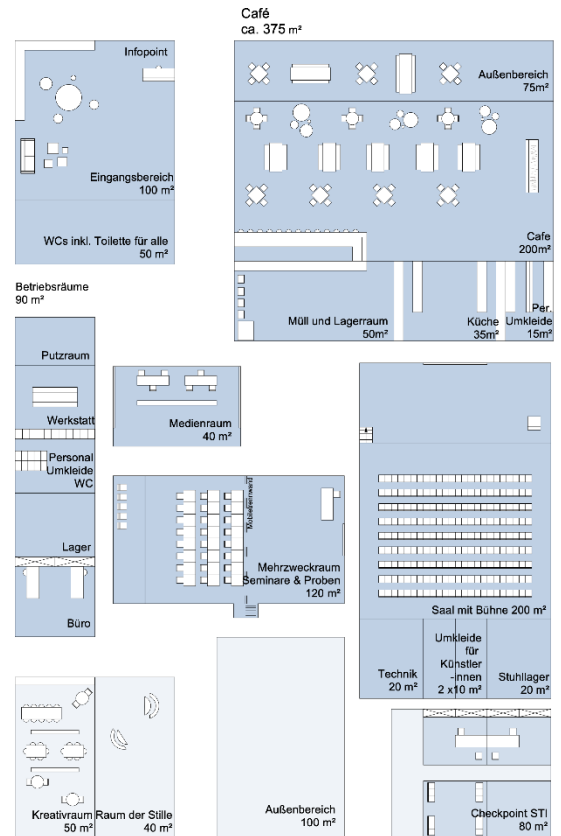 Café
ca. 375 m²
Infopoint
Eingangsbereich
100 m²
WCs inkl. Toilette für alle
50 m²
Außenbereich
75m²
Cafe
200m²
Müll und Lagerraum
50m²
Küche
35m²
Per.
Umkleide
15m²
Betriebsräume
90 m²
Putzraum
Werkstatt
Personal
Umkleide
WC
Lager
Büro
Medienraum
40 m²
Mobiletrennwand
Mehrzweckraum
Seminare & Proben
120 m²
Saal mit Bühne 200 m²
Technik
20 m²
Umkleide
für
Künstler
-innen
2 x10 m²
Stuhllager
20 m²
Kreativraum
50 m²
Raum der Stille
40 m²
Außenbereich
100 m²
Checkpoint STI
80 m²